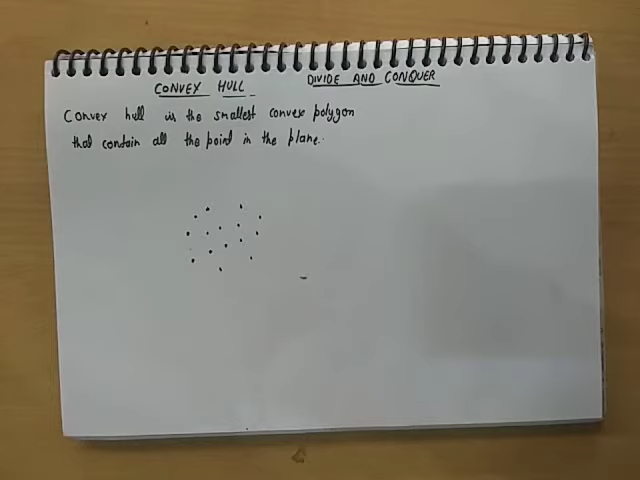 CONVEX HULL DIVIDE AND CONQUER
Convex hull is the smallest convex polygon
that contain all the point in the plane.